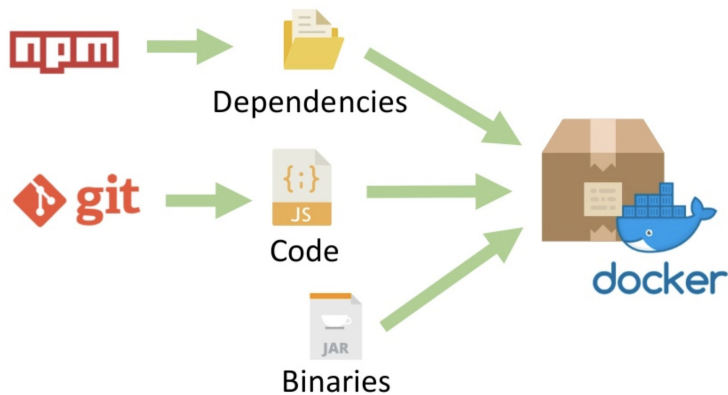 npm
Dependencies
git
{;}
JS
Code
JAR
Binaries
docker